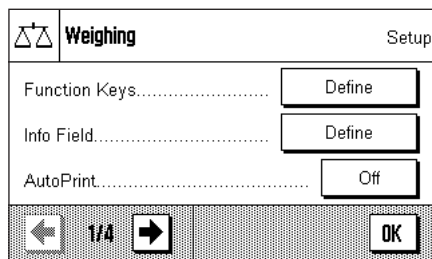 Weighing Setup
Function Keys........................ Define
Info Field................................ Define
AutoPrint...................................... Off
1/4 OK